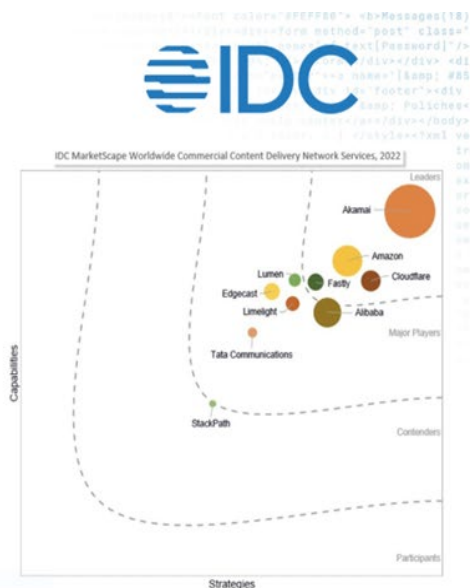 IDC
IDC MarketScape Worldwide Commercial Content Delivery Network Services, 2022
Leaders
Akamai
Amazon
Lumen
Cloudflare
Edgecast
Fastly
Limelight
Alibaba
Major Players
Tata Communications
Capabilities
StackPath
Contenders
Participants
Strategies